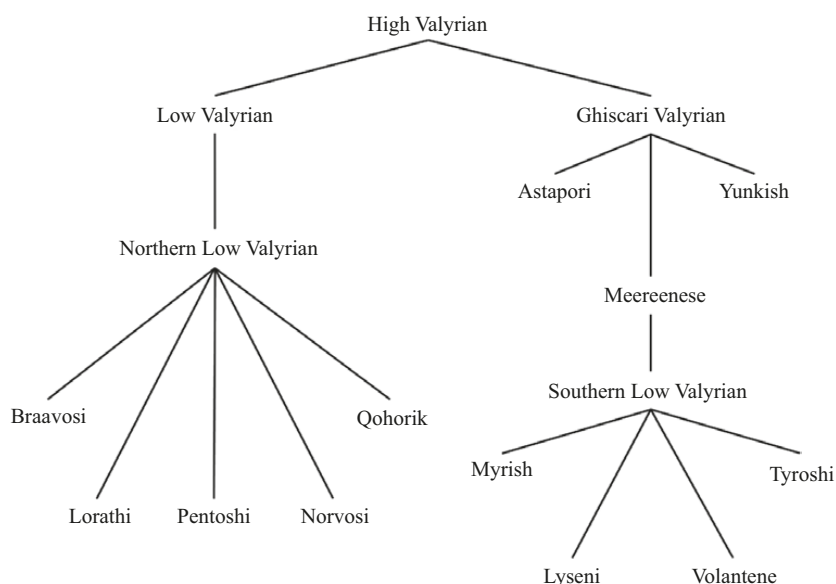 High Valyrian
Low Valyrian
Ghiscari Valyrian
Astapori
Yunkish
Northern Low Valyrian
Meereenese
Southern Low Valyrian
Braavosi
Qohorik
Myrish
Tyroshi
Lorathi
Pentoshi
Norvosi
Lyseni
Volantene